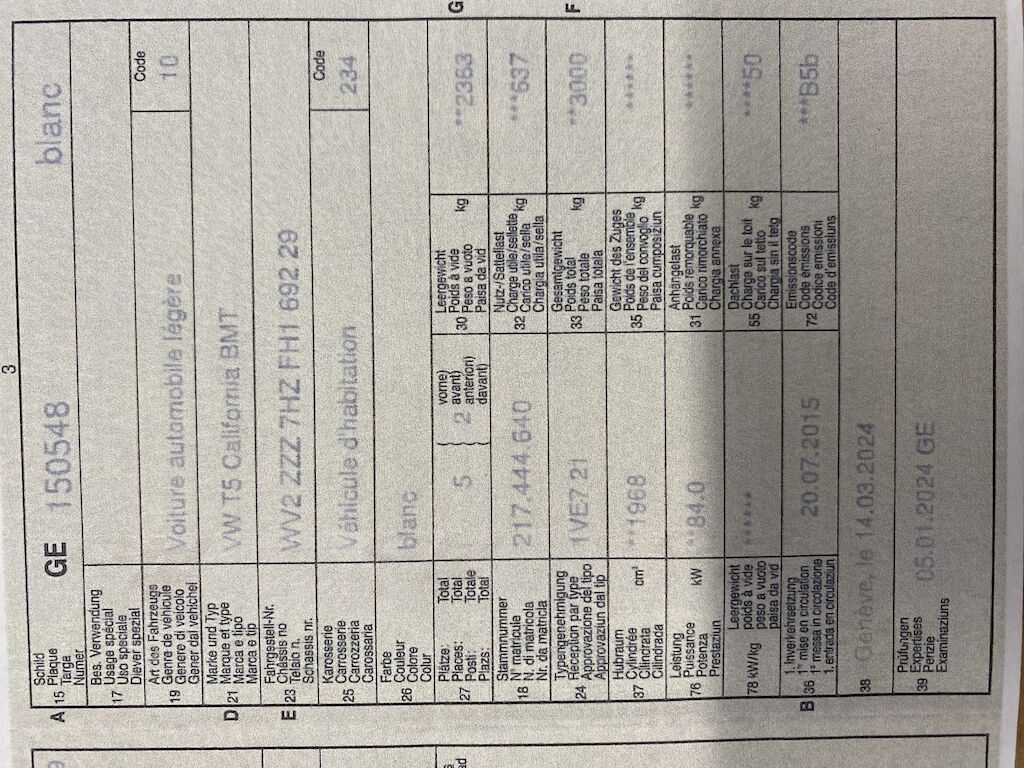 3
A 15 Schild
Plaque
Targa
Numer
GE 150548 blanc
17 Bes. Verwendung
Usage spécial
Uso speciale
Diever spezial
19 Art des Fahrzeugs
Genre de véhicule
Genere di veicolo
Gener dal vehichel
Voiture automobile légère
Code
10
D 21 Marke und Typ
Marque et type
Marca e tipo
Marca e tip
VW T5 California BMT
E 23 Fahrgestell-Nr.
Châssis no
Telaio n.
Schassis nr.
WV2 ZZZ 7HZ FH1 692 29
25 Karosserie
Carrosserie
Carrozzeria
Carossaria
Véhicule d'habitation
Code
234
26 Farbe
Couleur
Colore
Colur
blanc
27 Plätze: Total
Places: Total
Posti: Totale
Plazs: Total
5 { 2 vorne)
avant)
anteriori)
davant)
G 30 Leergewicht
Poids à vide
Peso a vuoto
Paisa da vid
kg
**2363
18 Stammnummer
N° matricule
N. di matricola
Nr. da matricla
217.444.640
32 Nutz-/Sattellast
Charge utile/sellette
Carico utile/sella
Chargia utila/sella
kg
***637
24 Typengenehmigung
Réception par type
Approvazione del tipo
Approvaziun dal tip
1VE7 21
F 33 Gesamtgewicht
Poids total
Peso totale
Paisa totala
kg
**3000
37 Hubraum
Cylindrée
Cilindrata
Cilindrada
cm³
**1968
35 Gewicht des Zuges
Poids de l'ensemble
Peso del convoglio
Paisa cumposiziun
kg
******
76 Leistung
Puissance
Potenza
Prestaziun
kW
**84.0
31 Anhängelast
Poids remorquable
Carico rimorchiato
Chargia annexa
kg
******
78 kW/kg
Leergewicht
poids à vide
peso a vuoto
paisa da vid
******
55 Dachlast
Charge sur le toit
Carico sul tetto
Chargia sin il tetg
kg
****50
B 36 1. Inverkehrsetzung
1re mise en circulation
1a messa in circolazione
1. entrada en circulaziun
20.07.2015
72 Emissionscode
Code émissions
Codice emissioni
Code d'emissiuns
***B5b
38 Genève, le 14.03.2024
39 Prüfungen
Expertises
Perizie
Examinaziuns
05.01.2024 GE